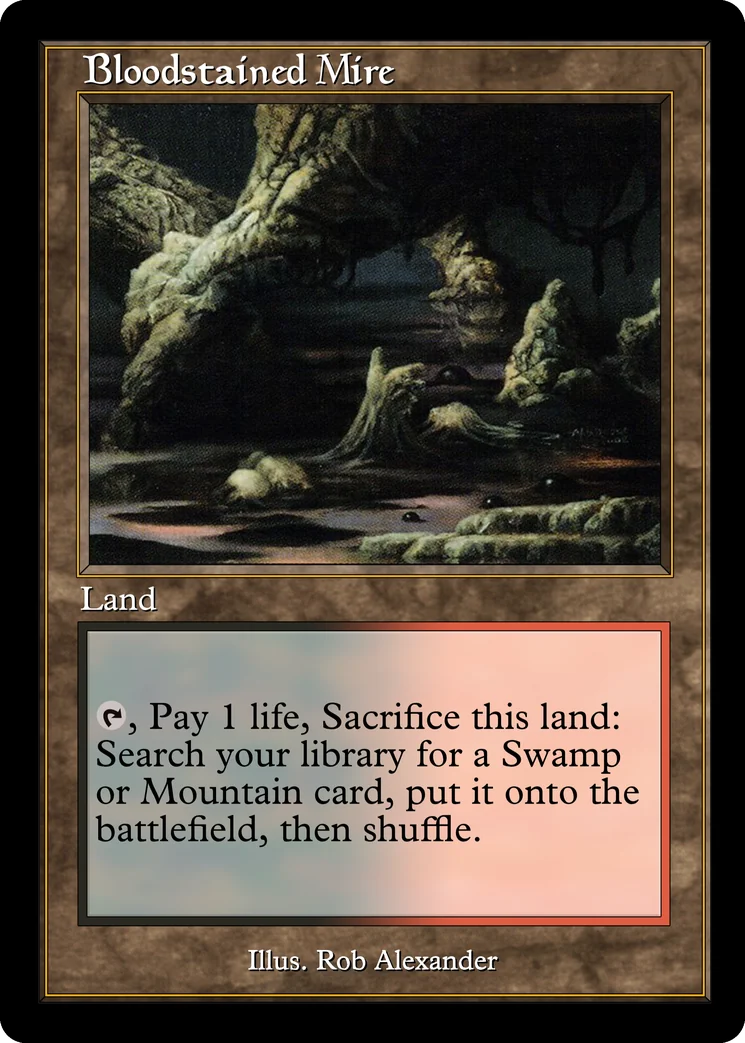 Bloodstained Mire
Land
, Pay 1 life, Sacrifice this land:
Search your library for a Swamp
or Mountain card, put it onto the
battlefield, then shuffle.
Illus. Rob Alexander